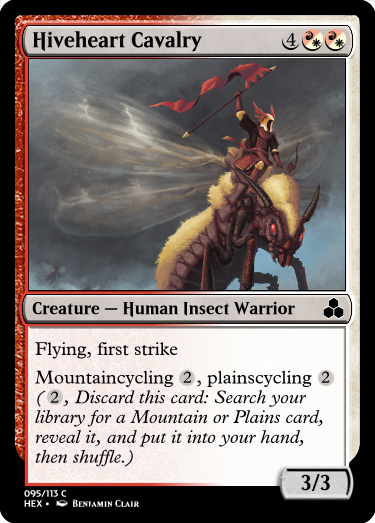 Hiveheart Cavalry 4
Creature — Human Insect Warrior
Flying, first strike
Mountaincycling 2, plainscycling 2
( 2, Discard this card: Search your
library for a Mountain or Plains card,
reveal it, and put it into your hand,
then shuffle.)
3/3
095/113 C
HEX • Benjamin Clair